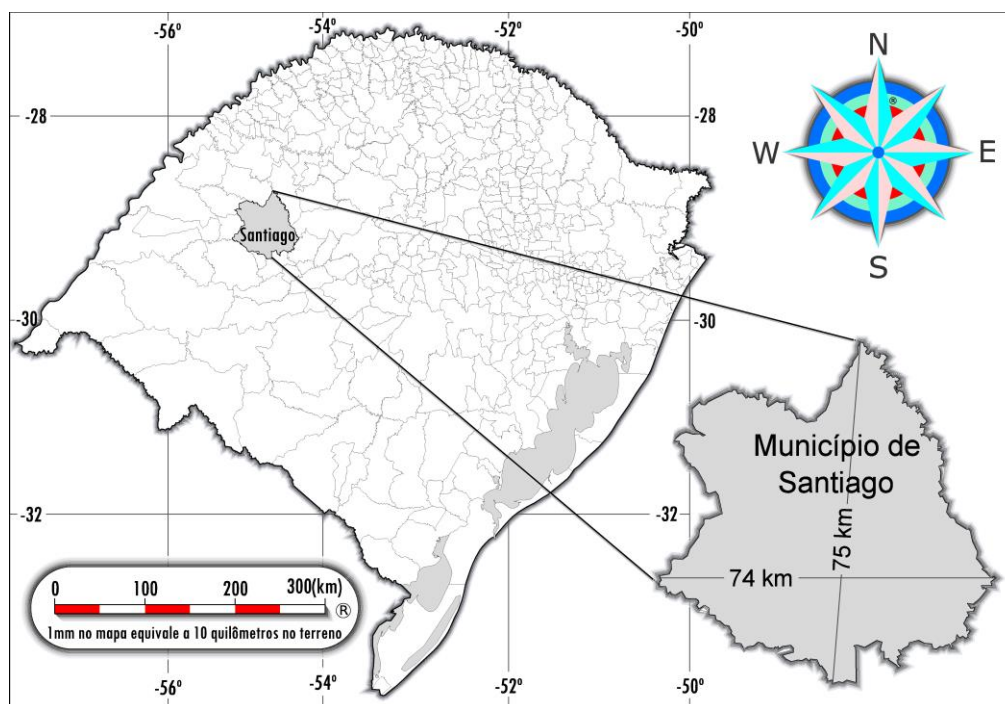 -56º
-54º
-52º
-50º
N
-28
-28
W
E
®
S
Santiago
-30
-30
Município de
Santiago
-32
-32
75 km
74 km
0
100
200
300(km)
®
1mm no mapa equivale a 10 quilômetros no terreno
-56º
-54º
-52º
-50º